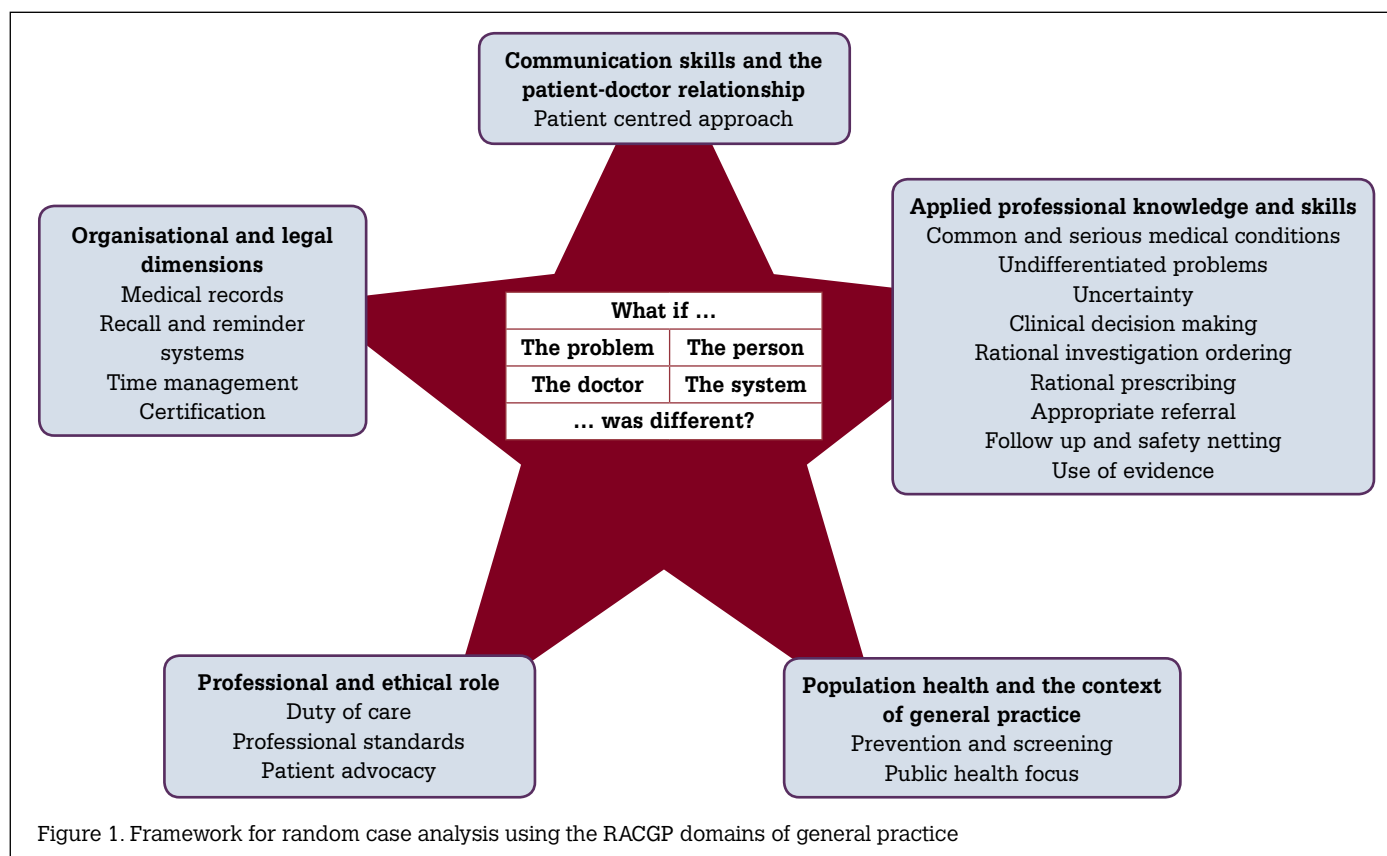 Communication skills and the
patient-doctor relationship
Patient centred approach
Organisational and legal
dimensions
Medical records
Recall and reminder
systems
Time management
Certification
What if ...
The problem
The person
The doctor
The system
... was different?
Applied professional knowledge and skills
Common and serious medical conditions
Undifferentiated problems
Uncertainty
Clinical decision making
Rational investigation ordering
Rational prescribing
Appropriate referral
Follow up and safety netting
Use of evidence
Professional and ethical role
Duty of care
Professional standards
Patient advocacy
Population health and the context
of general practice
Prevention and screening
Public health focus
Figure 1. Framework for random case analysis using the RACGP domains of general practice